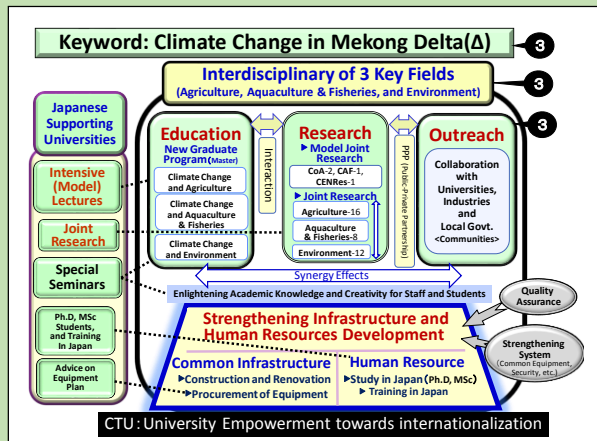 Keyword: Climate Change in Mekong Delta(Δ)
3
Interdisciplinary of 3 Key Fields
(Agriculture, Aquaculture & Fisheries, and Environment)
3
3
Japanese
Supporting
Universities
Intensive
(Model)
Lectures
Joint
Research
Special
Seminars
Ph.D, MSc
Students,
and Training
In Japan
Advice on
Equipment
Plan
Education
New Graduate
Program(Master)
Climate Change
and Agriculture
Climate Change
and Aquaculture
& Fisheries
Climate Change
and Environment
Interaction
Research
▶ Model Joint
Research
CoA-2, CAF-1,
CENRes-1
▶ Joint Research
Agriculture-16
Aquaculture
& Fisheries-8
Environment-12
PPP (Public-Private Partnership)
Outreach
Collaboration
with
Universities,
Industries
and
Local Govt.
<Communities>
Synergy Effects
Enlightening Academic Knowledge and Creativity for Staff and Students
Quality
Assurance
Strengthening
System
(Common Equipment,
Security, etc.)
Strengthening Infrastructure and
Human Resources Development
Common Infrastructure
▶Construction and Renovation
▶Procurement of Equipment
Human Resource
▶Study in Japan (Ph.D, MSc)
▶ Training in Japan
CTU : University Empowerment towards internationalization